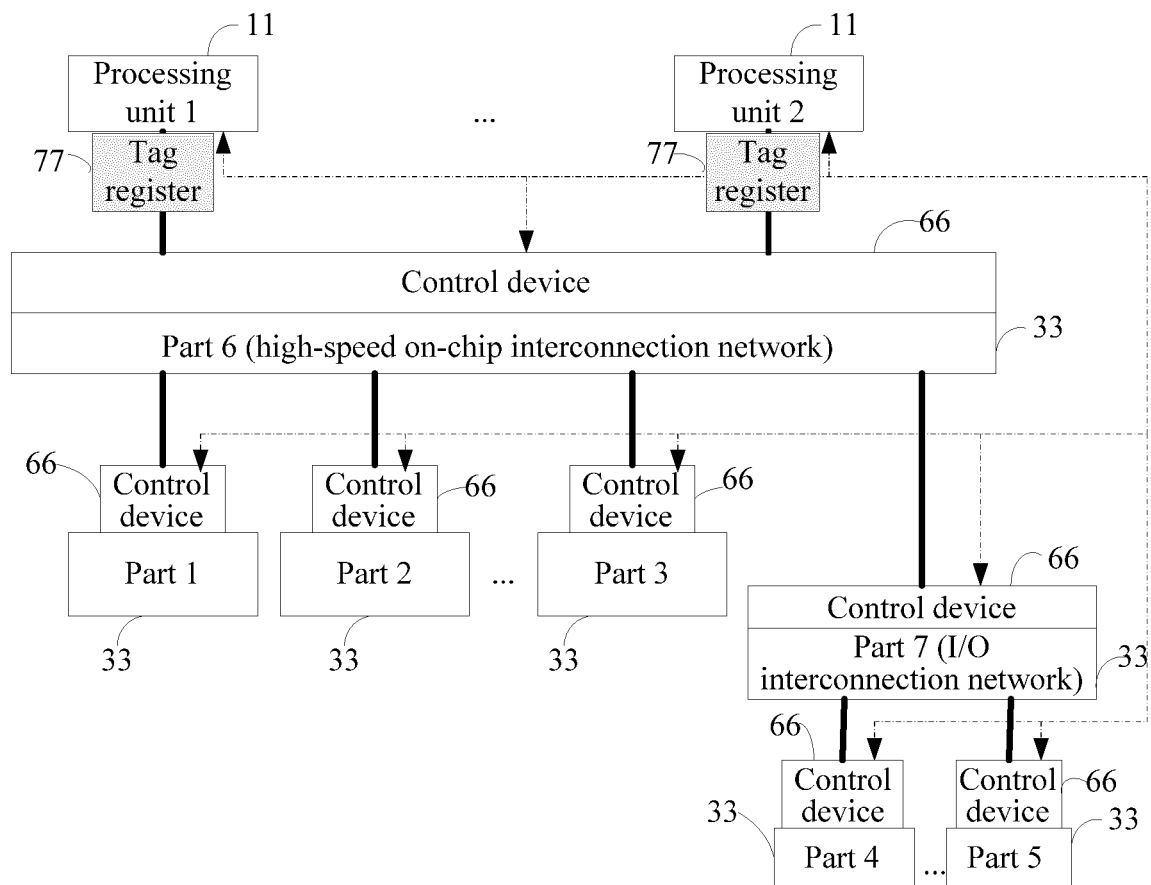 11
11
Processing
unit 1
...
Processing
unit 2
77
Tag
register
77
Tag
register
66
Control device
33
Part 6 (high-speed on-chip interconnection network)
66
Control
device
66
Control
device
66
Control
device
Part 1
Part 2
...
Part 3
33
33
33
66
Control device
Part 7 (I/O
interconnection network)
33
66
Control
device
Control
device
66
33
33
Part 4
...
Part 5